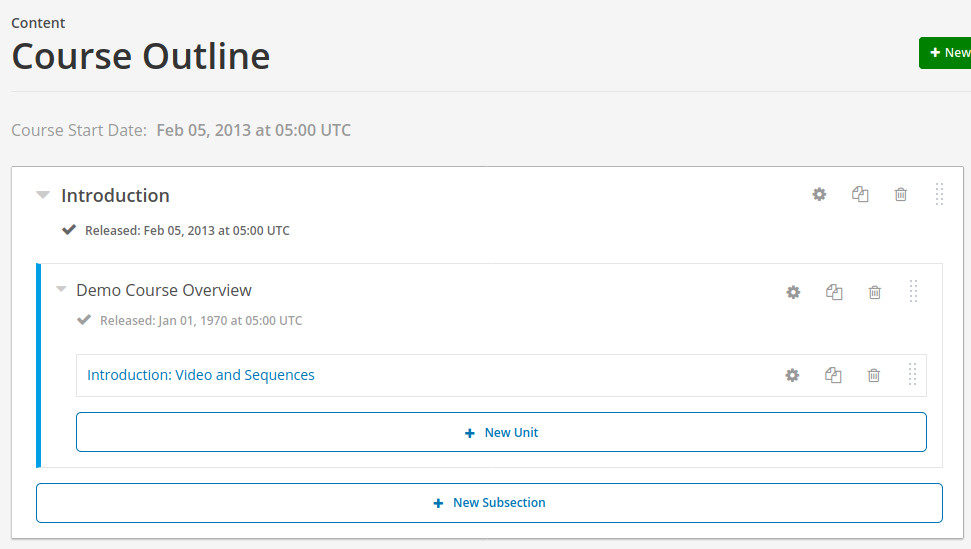 Content
Course Outline
+ New
Course Start Date: Feb 05, 2013 at 05:00 UTC
Introduction
Released: Feb 05, 2013 at 05:00 UTC
Demo Course Overview
Released: Jan 01, 1970 at 05:00 UTC
Introduction: Video and Sequences
+ New Unit
+ New Subsection